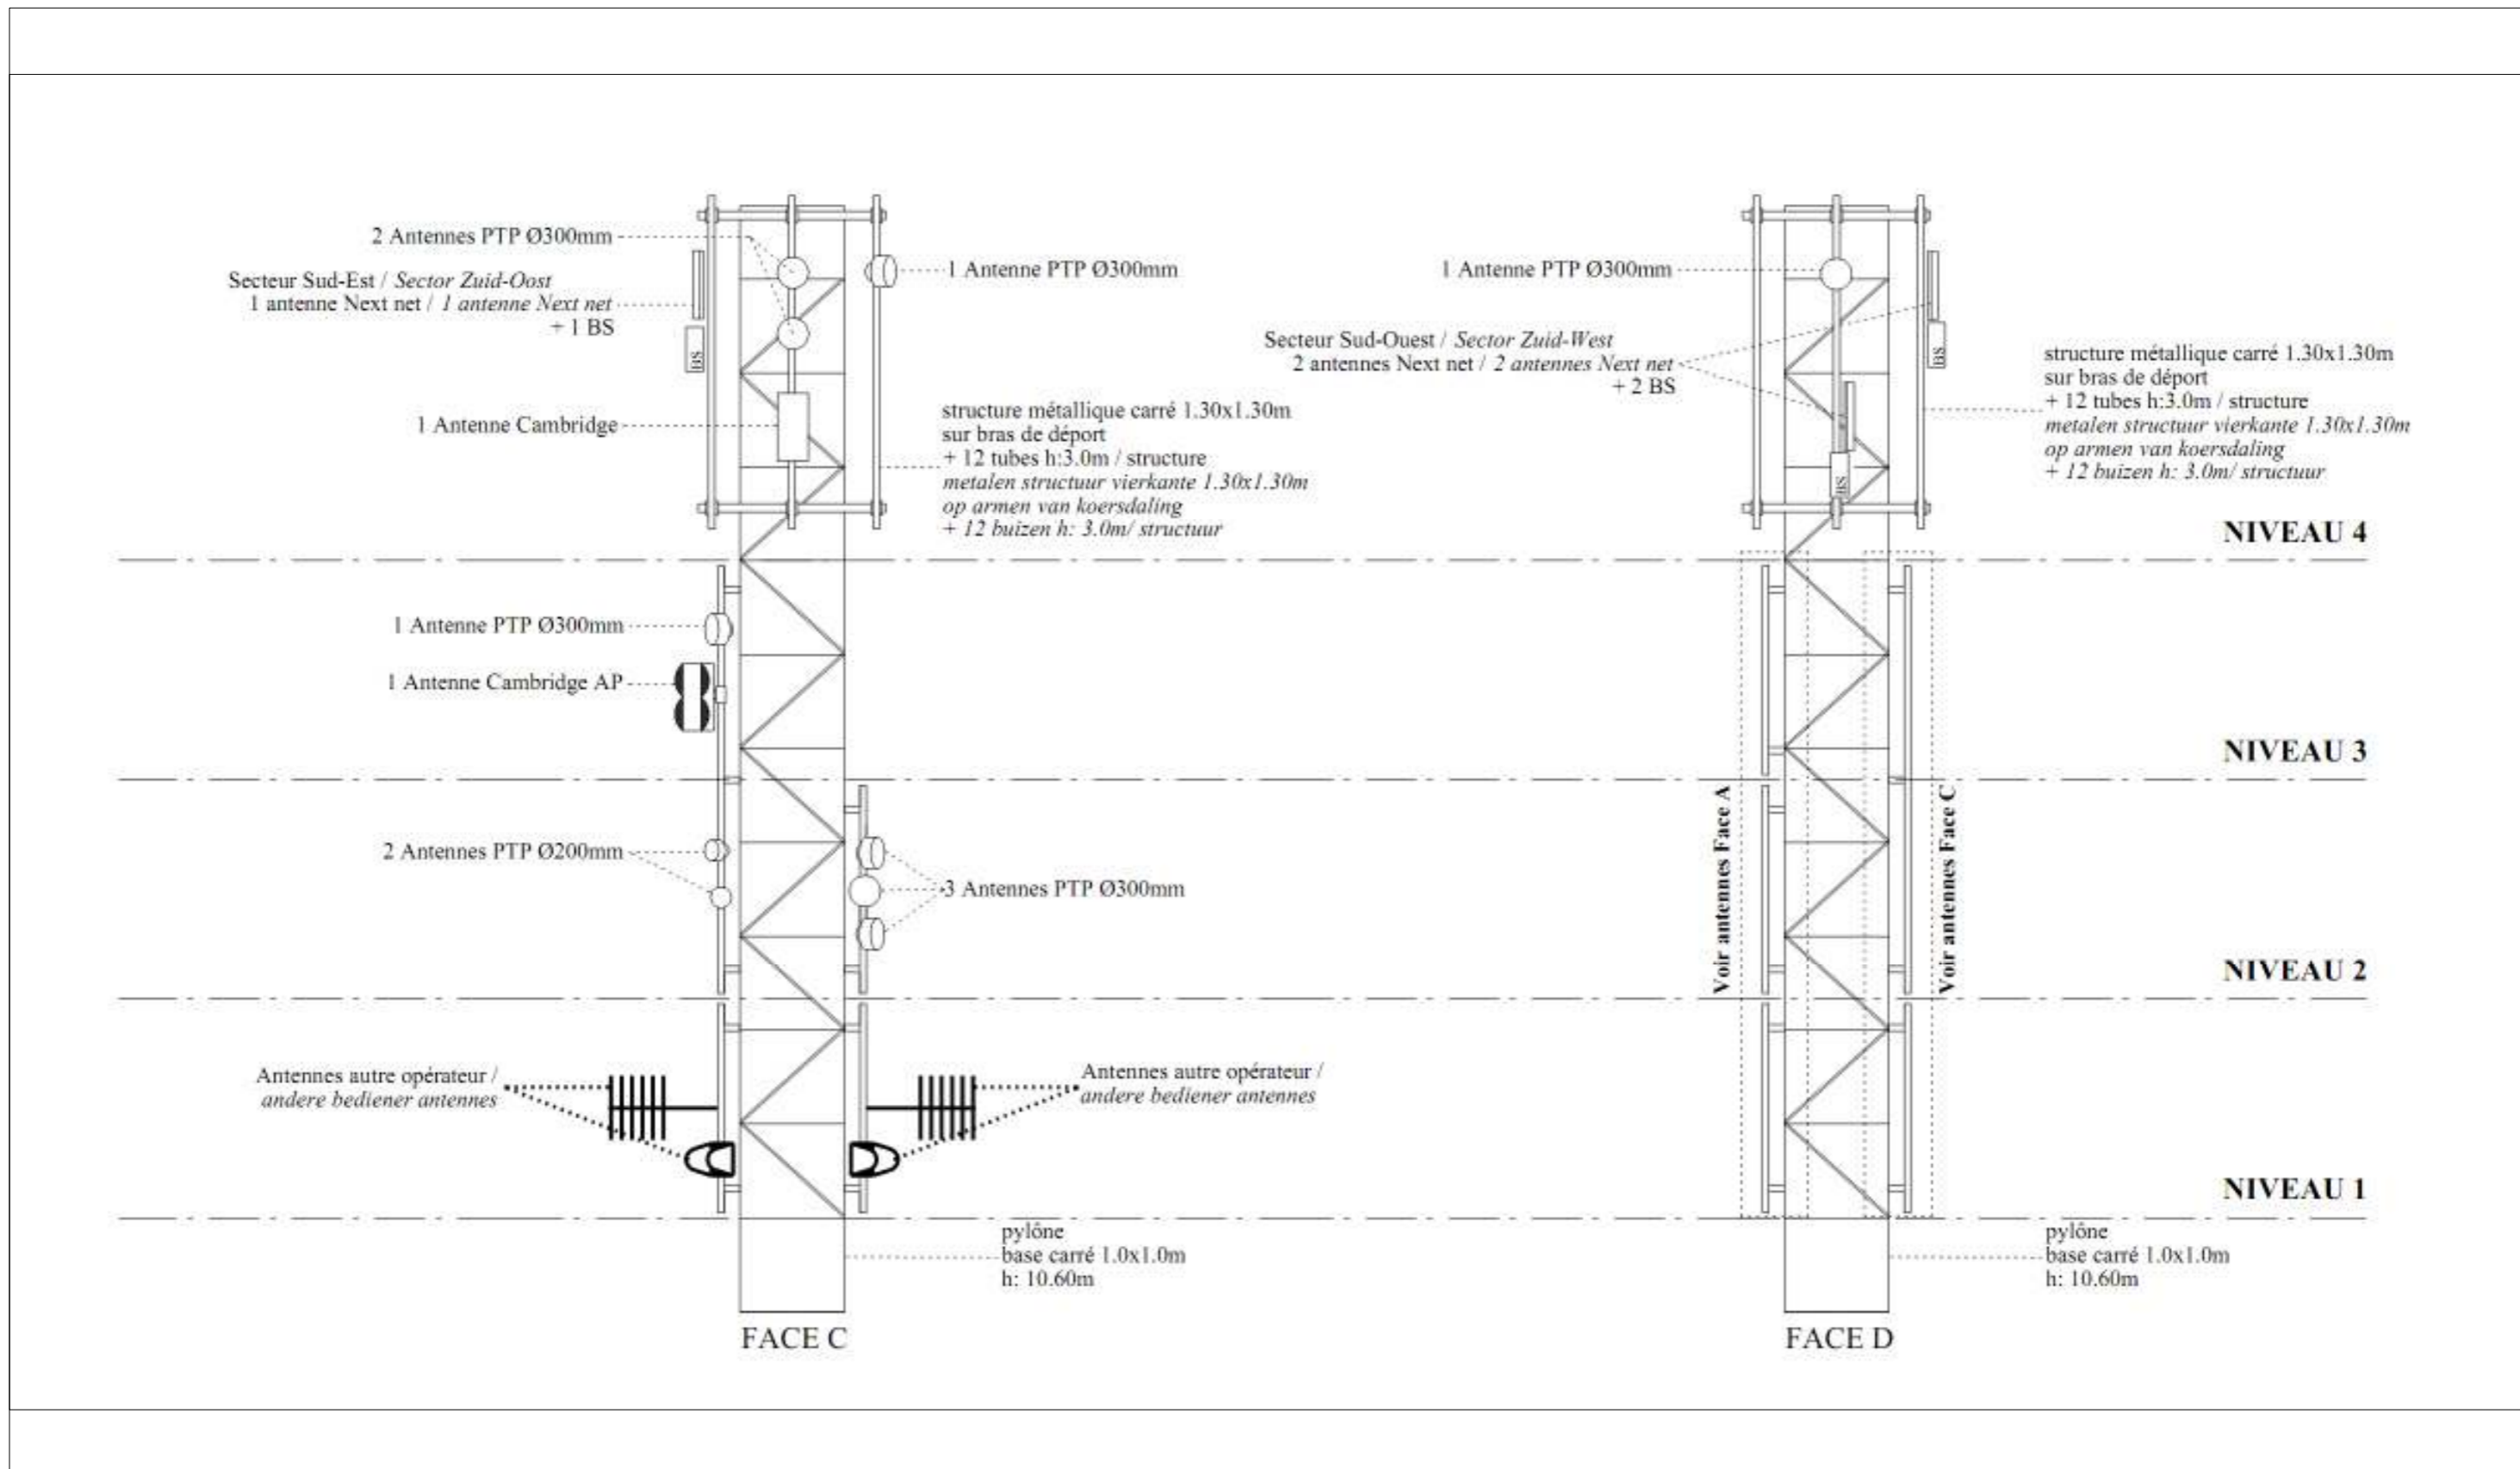 2 Antennes PTP Ø300mm
Secteur Sud-Est / Sector Zuid-Oost
1 antenne Next net / 1 antenne Next net
+ 1 BS
BS
1 Antenne PTP Ø300mm
1 Antenne Cambridge
structure métallique carré 1.30x1.30m
sur bras de déport
+ 12 tubes h:3.0m / structure
metalen structuur vierkante 1.30x1.30m
op armen van koersdaling
+ 12 buizen h: 3.0m/ structuur
1 Antenne PTP Ø300mm
1 Antenne Cambridge AP
2 Antennes PTP Ø200mm
3 Antennes PTP Ø300mm
Antennes autre opérateur /
andere bediener antennes
Antennes autre opérateur /
andere bediener antennes
pylône
base carré 1.0x1.0m
h: 10.60m
FACE C
1 Antenne PTP Ø300mm
Secteur Sud-Ouest / Sector Zuid-West
2 antennes Next net / 2 antennes Next net
+ 2 BS
BS
BS
structure métallique carré 1.30x1.30m
sur bras de déport
+ 12 tubes h:3.0m / structure
metalen structuur vierkante 1.30x1.30m
op armen van koersdaling
+ 12 buizen h: 3.0m/ structuur
NIVEAU 4
NIVEAU 3
Voir antennes Face A
Voir antennes Face C
NIVEAU 2
NIVEAU 1
pylône
base carré 1.0x1.0m
h: 10.60m
FACE D